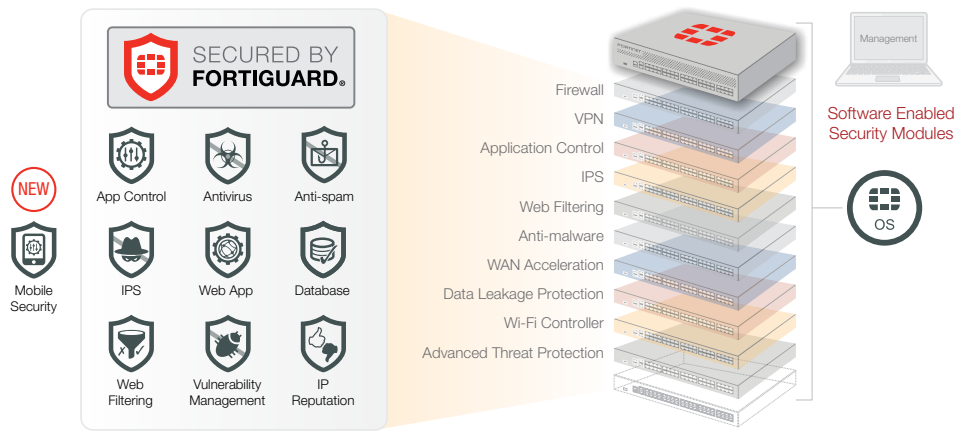 SECURED BY
FORTIGUARD®
App Control
Antivirus
Anti-spam
NEW
Mobile
Security
IPS
Web App
Database
Web
Filtering
Vulnerability
Management
IP
Reputation
Firewall
VPN
Application Control
IPS
Web Filtering
Anti-malware
WAN Acceleration
Data Leakage Protection
Wi-Fi Controller
Advanced Threat Protection
FORTINET
Management
Software Enabled
Security Modules
OS